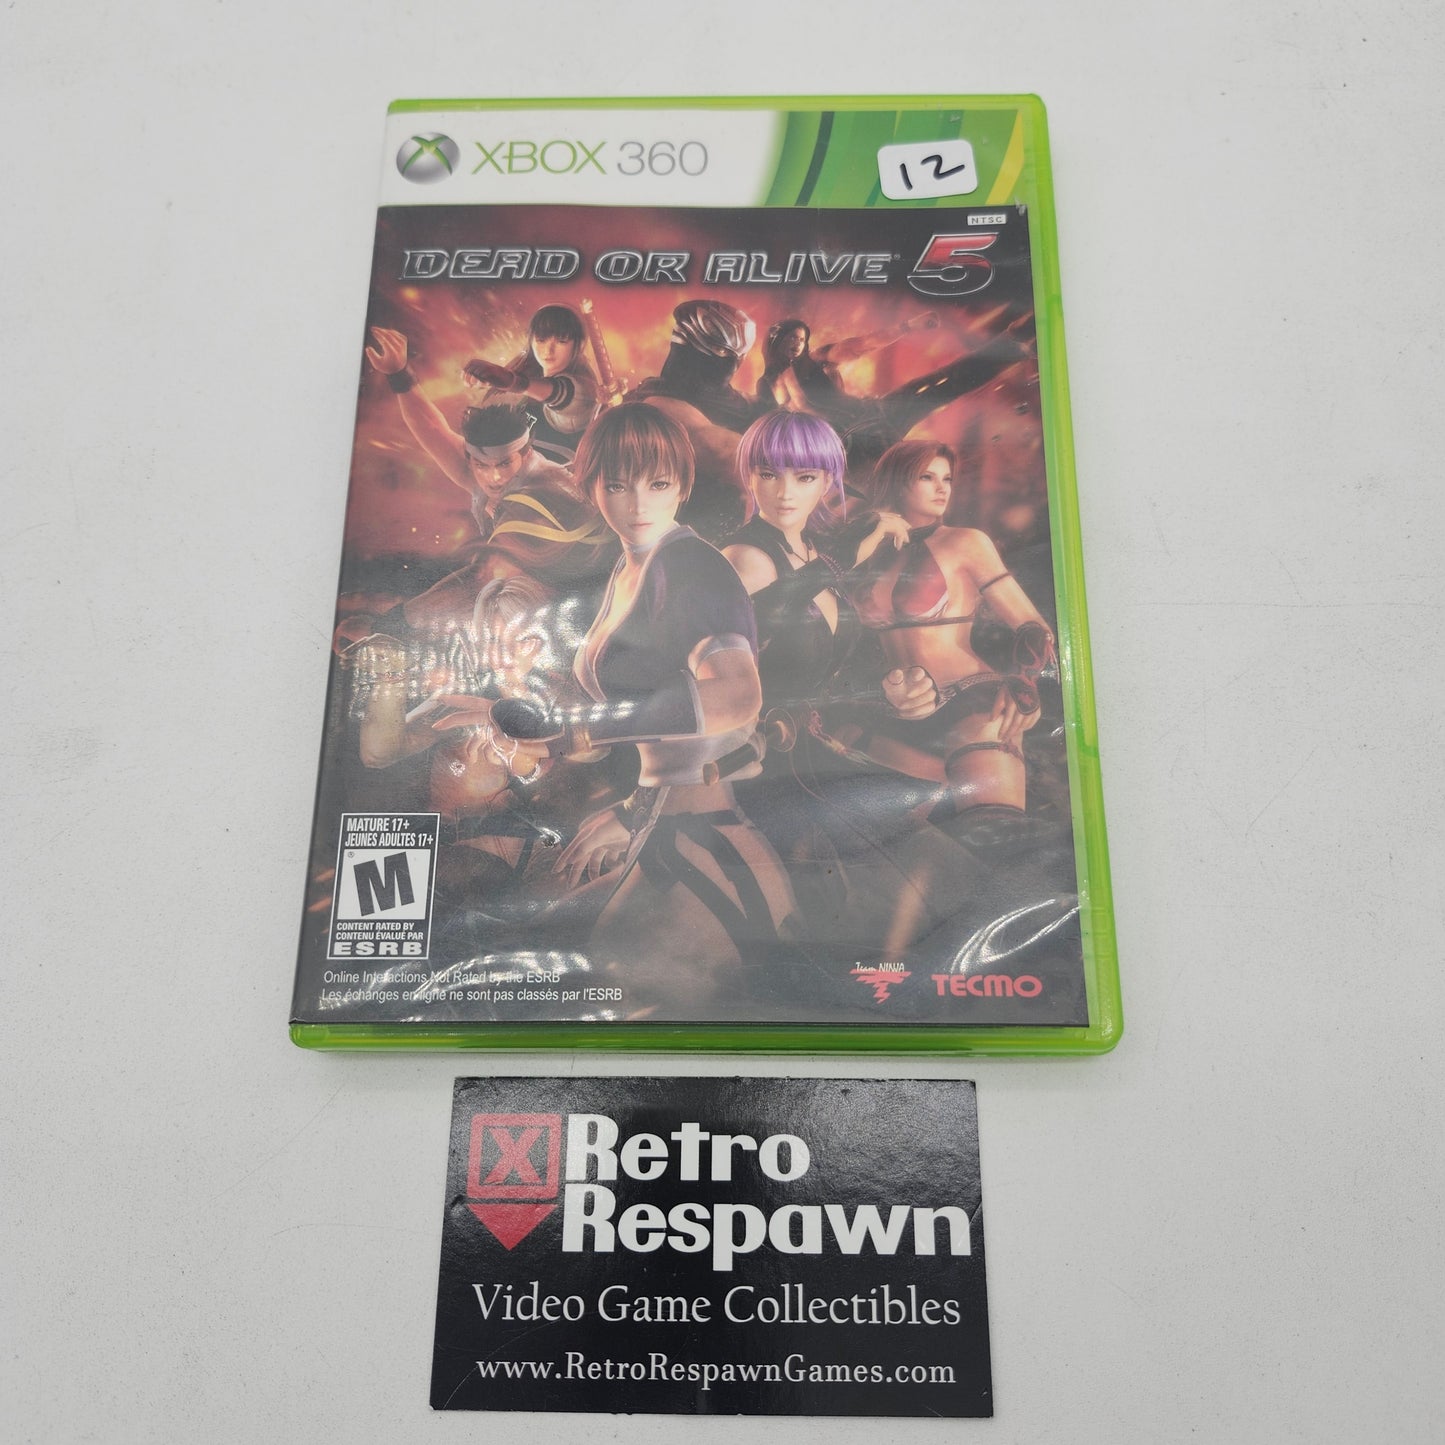 XBOX 360
12
NTSC
DEAD OR ALIVE 5
MATURE 17+
JEUNES ADULTES 17+
M
CONTENT RATED BY
CONTENU ÉVALUÉ PAR
ESRB
Online Interactions Not Rated by the ESRB
Les échanges en ligne ne sont pas classés par l'ESRB
Team NINJA
TECMO
X
Retro
Respawn
Video Game Collectibles
www.RetroRespawnGames.com